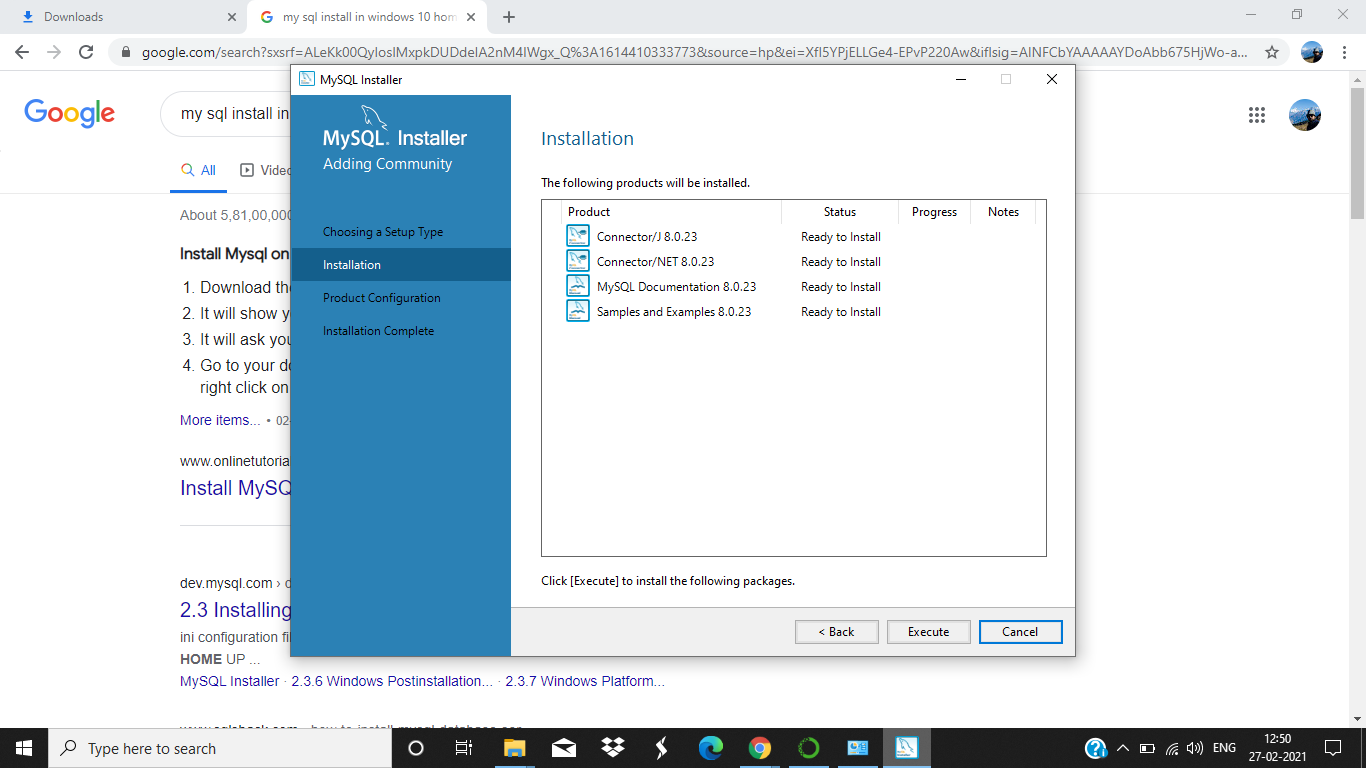 Downloads
my sql install in windows 10 hom
google.com/search?sxsrf=ALeKk00QyIosIMxpkDUDdelA2nM4lWgx_Q%3A1614410333773&source=hp&ei=XfI5YPjELLGe4-EPvP220Aw&iflsig=AINFCbYAAAAAYDoAbb675HjWo-a...
MySQL Installer
Google
my sql install in
All
Video
About 5,81,00,000
Install Mysql on
1. Download the
2. It will show y
3. It will ask you
4. Go to your do
right click on
More items... • 02
www.onlinetutoria
Install MySQ
dev.mysql.com › d
2.3 Installing
ini configuration fi
HOME UP ...
MySQL Installer · 2.3.6 Windows Postinstallation... · 2.3.7 Windows Platform...
MySQL. Installer
Adding Community
Choosing a Setup Type
Installation
Product Configuration
Installation Complete
Installation
The following products will be installed.
Product Status Progress Notes
Connector/J 8.0.23 Ready to Install
Connector/NET 8.0.23 Ready to Install
MySQL Documentation 8.0.23 Ready to Install
Samples and Examples 8.0.23 Ready to Install
Click [Execute] to install the following packages.
< Back Execute Cancel
Type here to search
ENG
12:50
27-02-2021